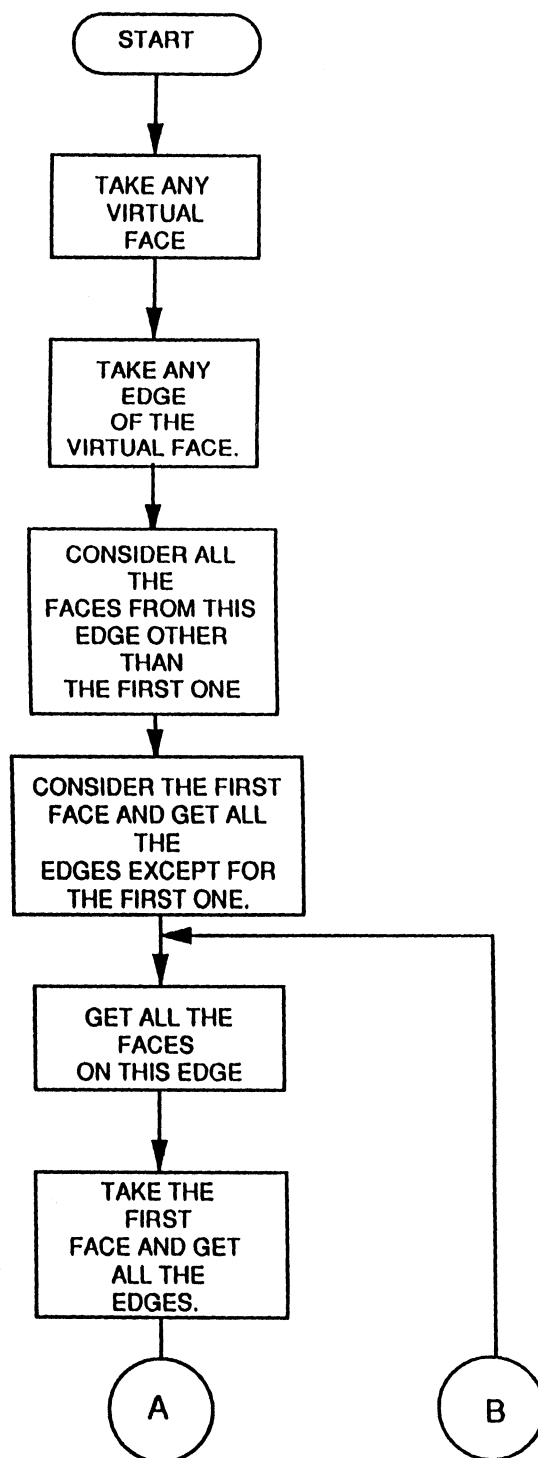 START
TAKE ANY
VIRTUAL
FACE
TAKE ANY
EDGE
OF THE
VIRTUAL FACE.
CONSIDER ALL
THE
FACES FROM THIS
EDGE OTHER
THAN
THE FIRST ONE
CONSIDER THE FIRST
FACE AND GET ALL
THE
EDGES EXCEPT FOR
THE FIRST ONE.
GET ALL THE
FACES
ON THIS EDGE
TAKE THE
FIRST
FACE AND GET
ALL THE
EDGES.
A
B